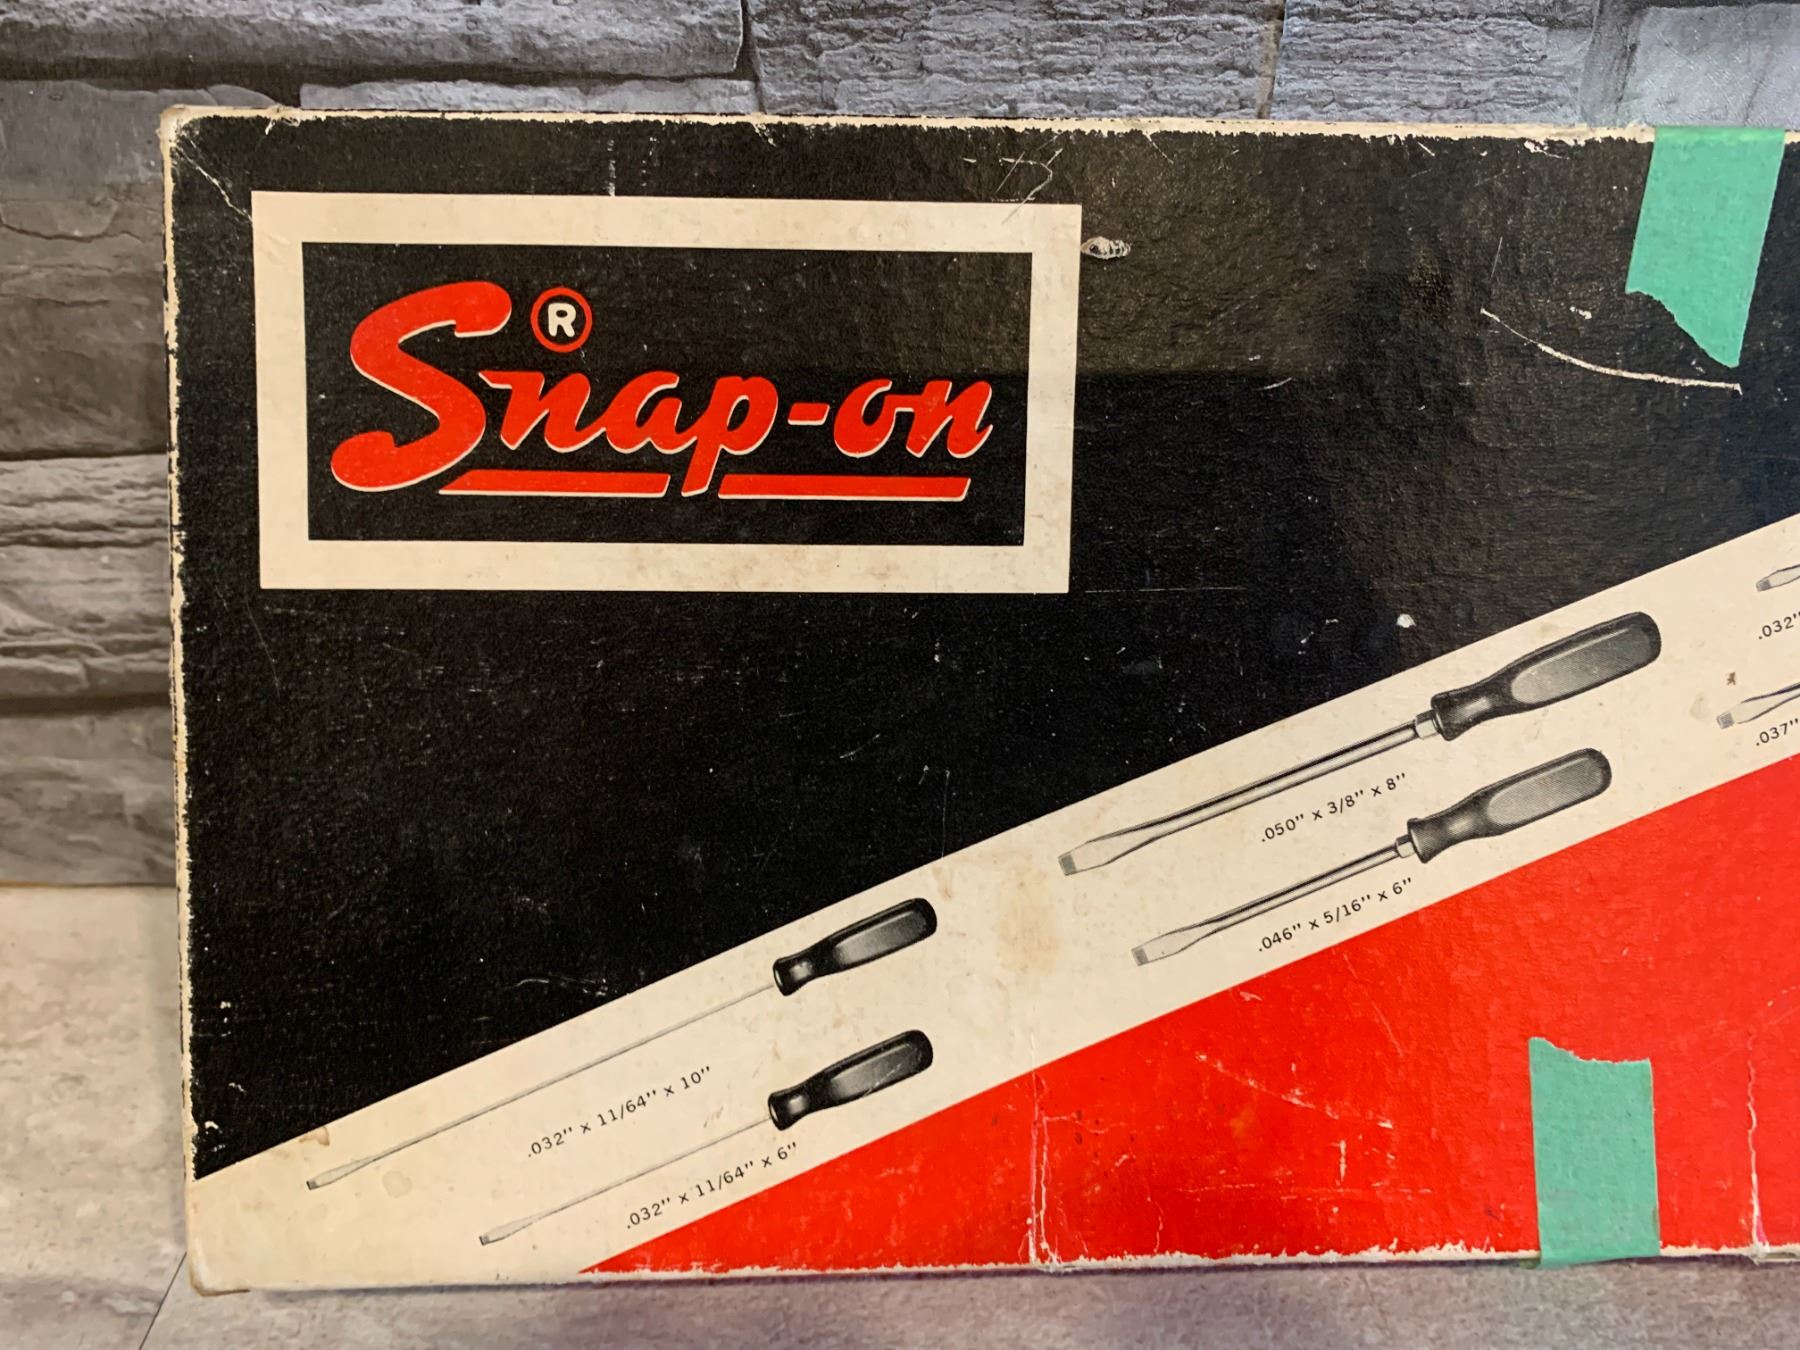 Snap-on ®
.032" x 11/64" x 10"
.032" x 11/64" x 6"
.050" x 3/8" x 8"
.046" x 5/16" x 6"
.032"
.037"